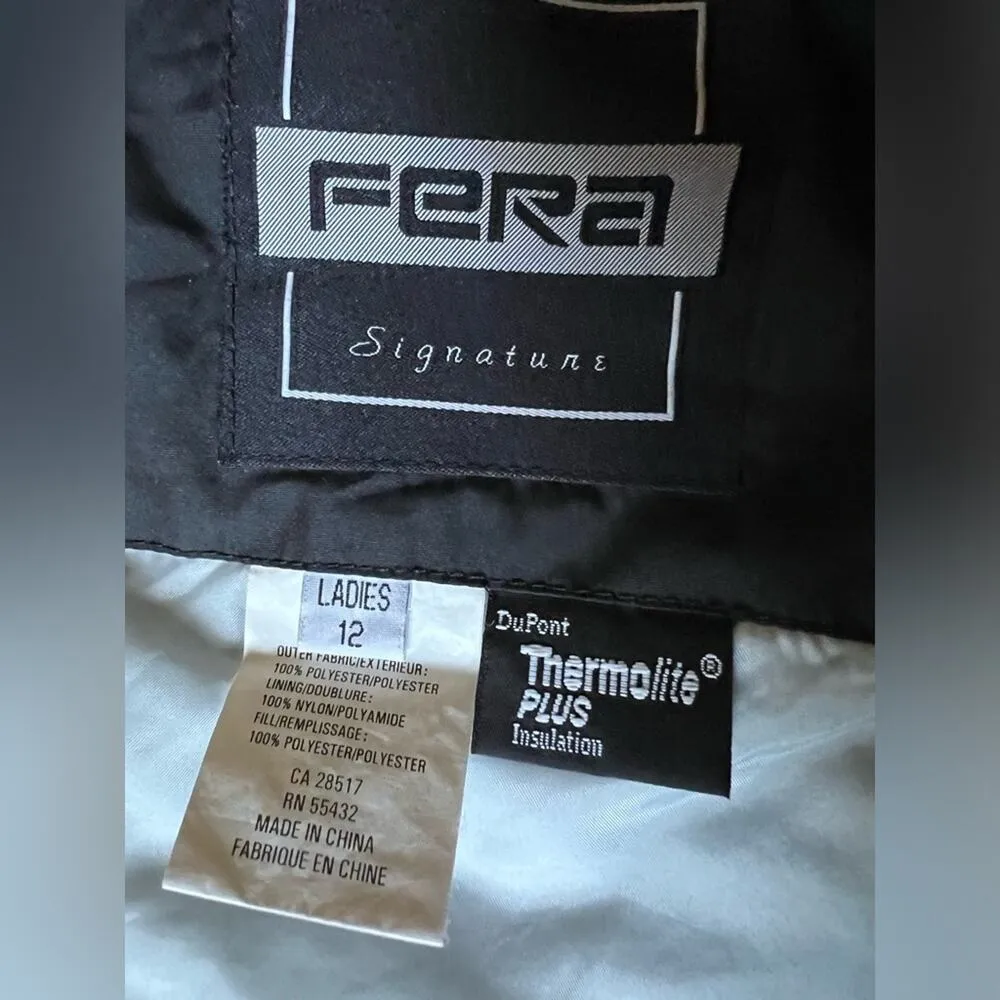 FERA
Signature
LADIES
12
OUTER FABRIC/EXTERIEUR:
100% POLYESTER/POLYESTER
LINING/DOUBLURE:
100% NYLON/POLYAMIDE
FILL/REMPLISSAGE:
100% POLYESTER/POLYESTER
CA 28517
RN 55432
MADE IN CHINA
FABRIQUE EN CHINE
DuPont
Thermolite®
PLUS
Insulation